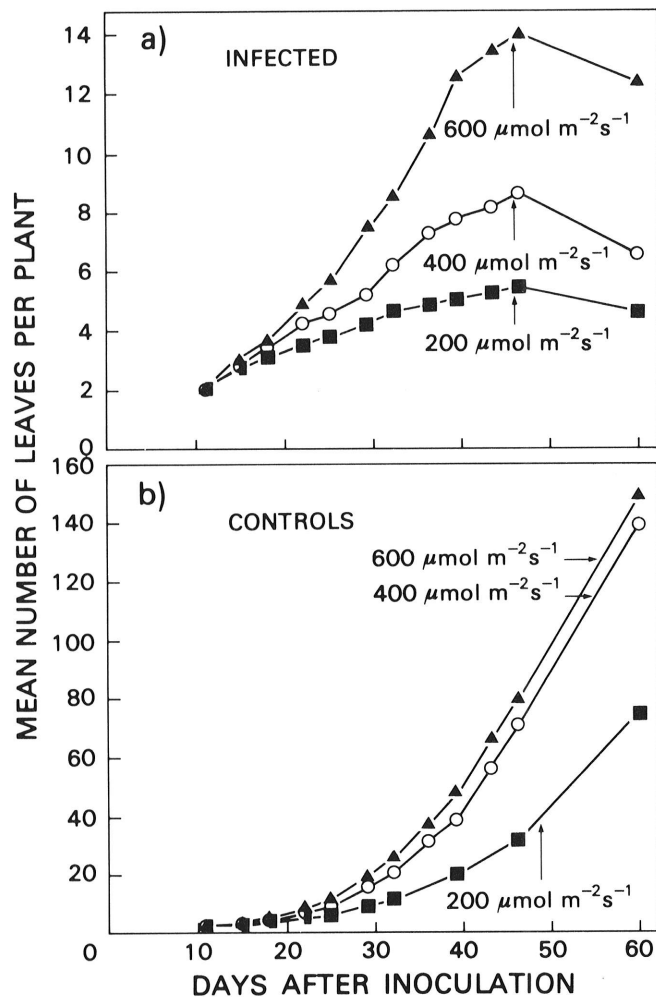 MEAN NUMBER OF LEAVES PER PLANT
a)
INFECTED
14
12
10
8
6
4
2
0
600 μmol m⁻²s⁻¹
400 μmol m⁻²s⁻¹
200 μmol m⁻²s⁻¹
b)
CONTROLS
160
140
120
100
80
60
40
20
0
600 μmol m⁻²s⁻¹
400 μmol m⁻²s⁻¹
200 μmol m⁻²s⁻¹
10 20 30 40 50 60
DAYS AFTER INOCULATION